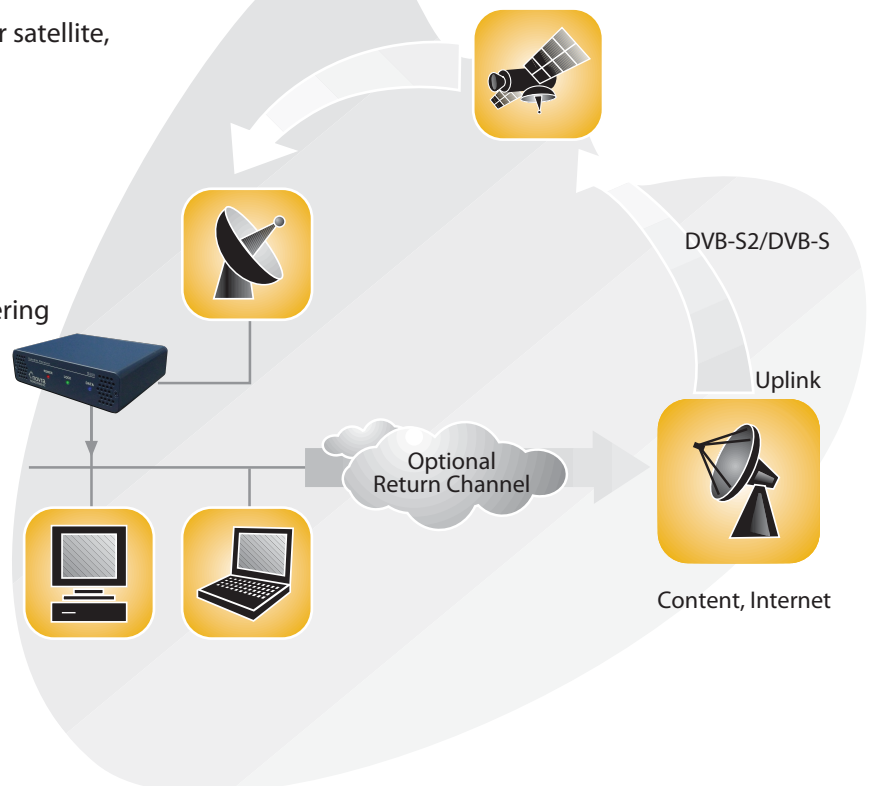 r satellite,
DVB-S2/DVB-S
ering
Uplink
Optional
Return Channel
Content, Internet